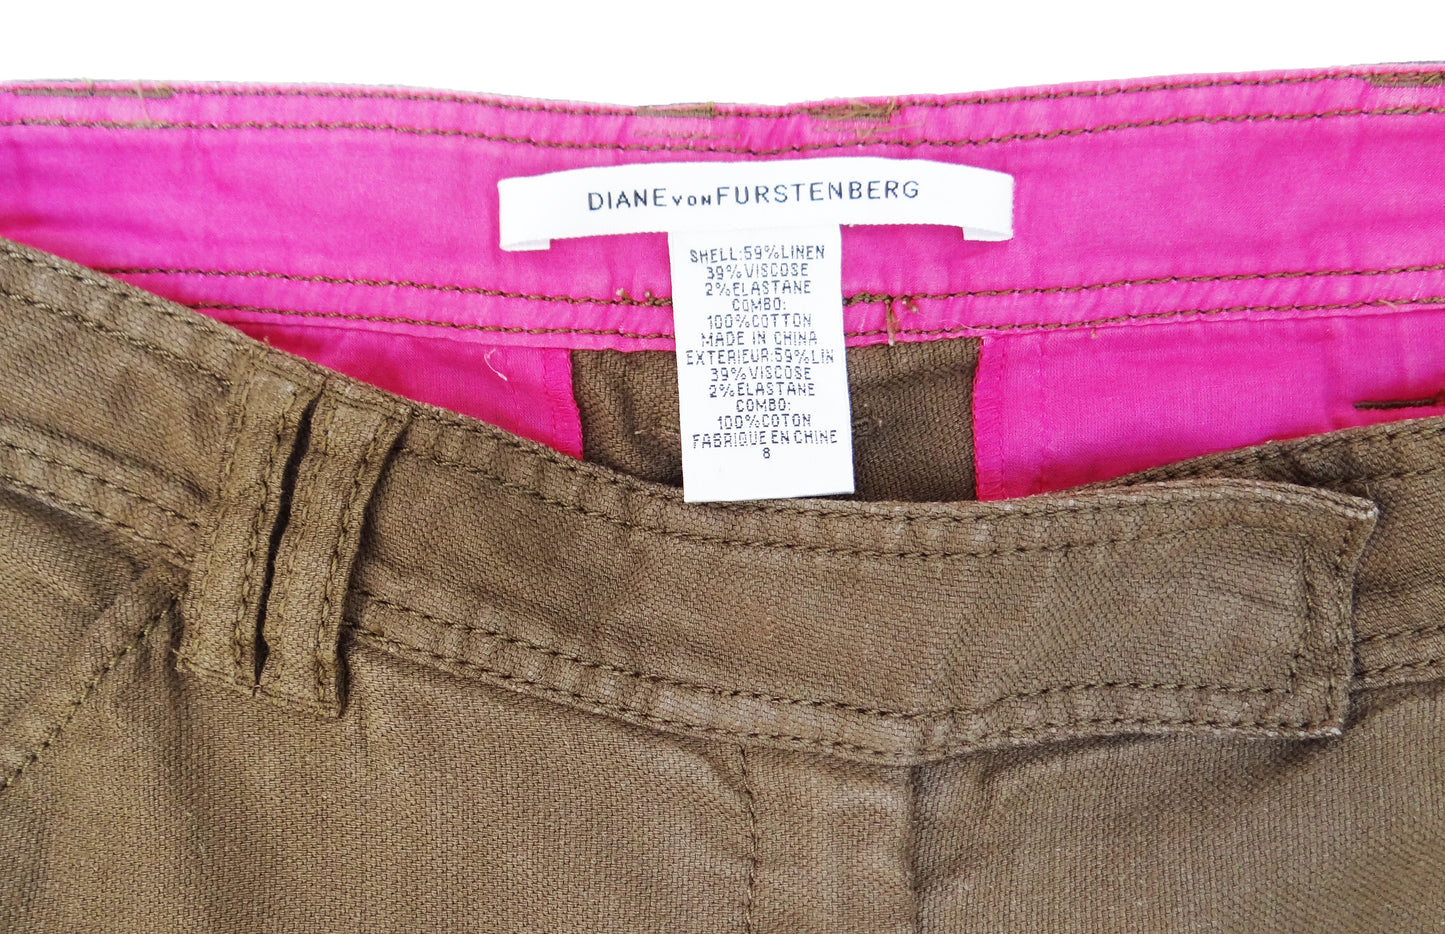 DIANE VON FURSTENBERG
SHELL:59%LINEN
39%VISCOSE
2%ELASTANE
COMBO:
100%COTTON
MADE IN CHINA
EXTERIEUR:59%LIN
39%VISCOSE
2%ELASTANE
COMBO:
100%COTON
FABRIQUE EN CHINE
8